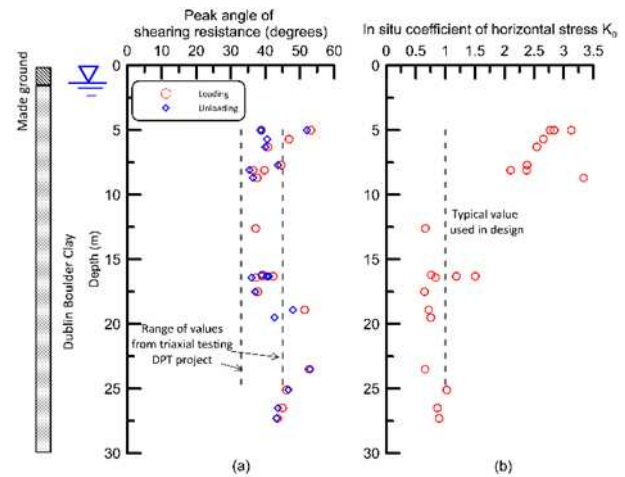 Peak angle of
shearing resistance (degrees)
In situ coefficient of horizontal stress K₀
0 10 20 30 40 50 60
0 0.5 1 1.5 2 2.5 3 3.5
Made ground
Dublin Boulder Clay
Depth (m)
0
5
10
15
20
25
30
Loading
Unloading
Range of values
from triaxial testing
DPT project
(a)
0
5
10
15
20
25
30
Typical value
used in design
(b)